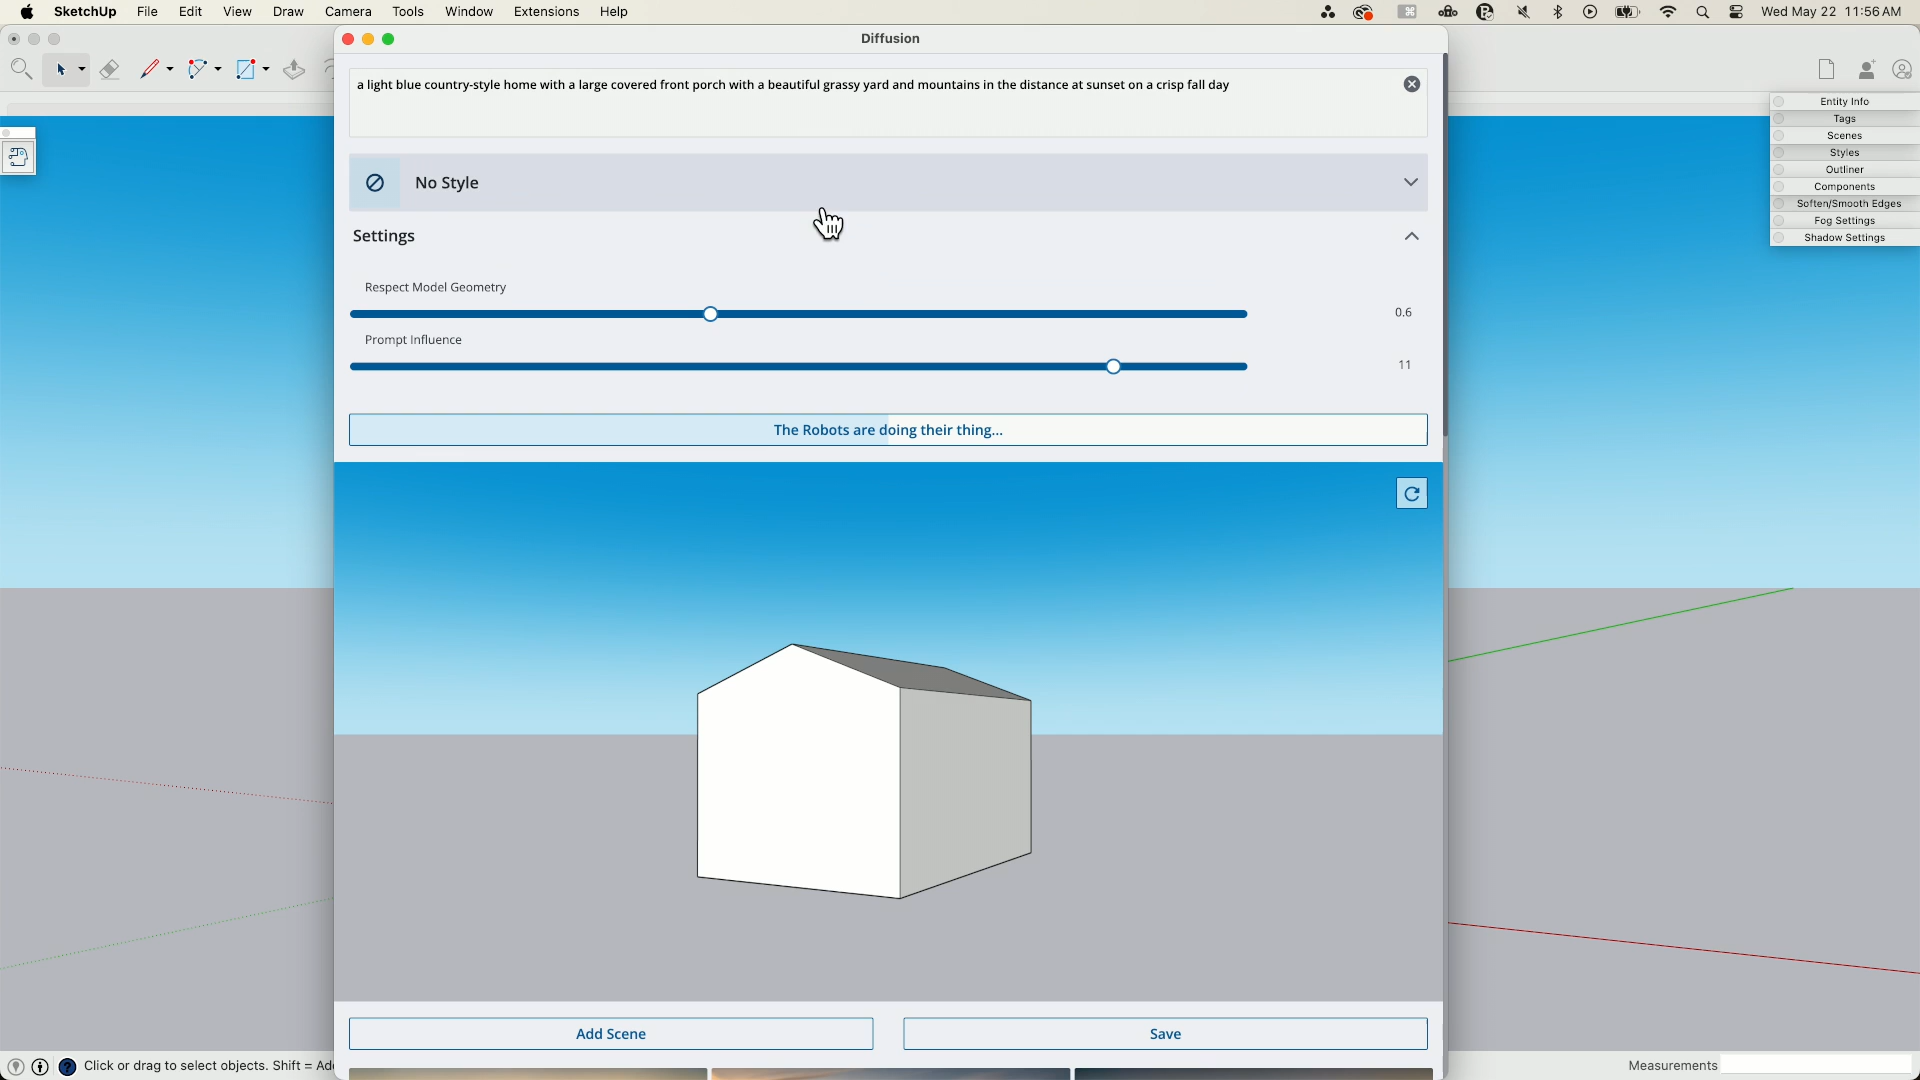 SketchUp File Edit View Draw Camera Tools Window Extensions Help Wed May 22 11:56 AM
Diffusion
a light blue country-style home with a large covered front porch with a beautiful grassy yard and mountains in the distance at sunset on a crisp fall day
No Style
Settings
Respect Model Geometry
0.6
Prompt Influence
11
The Robots are doing their thing...
Add Scene
Save
Entity Info
Tags
Scenes
Styles
Outliner
Components
Soften/Smooth Edges
Fog Settings
Shadow Settings
Click or drag to select objects. Shift =
Measurements